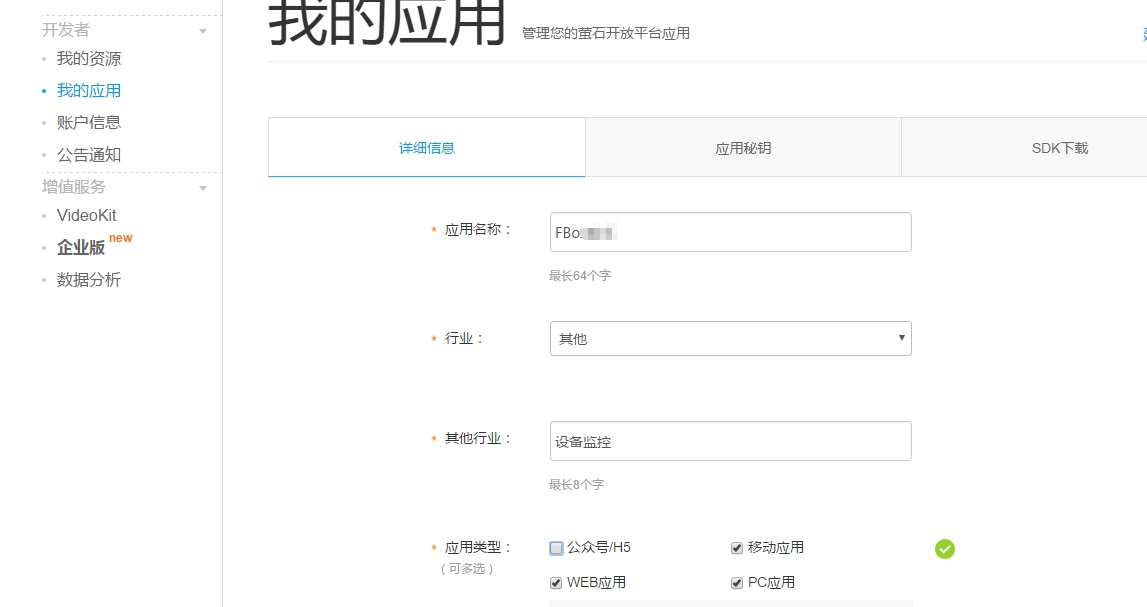 开发者
我的资源
我的应用
账户信息
公告通知
增值服务
VideoKit
企业版 new
数据分析
我的应用 管理您的萤石开放平台应用
详细信息 应用秘钥 SDK下载
* 应用名称： FBo
最长64个字
* 行业： 其他
* 其他行业： 设备监控
最长8个字
* 应用类型： 公众号/H5 移动应用
（可多选）
WEB应用 PC应用